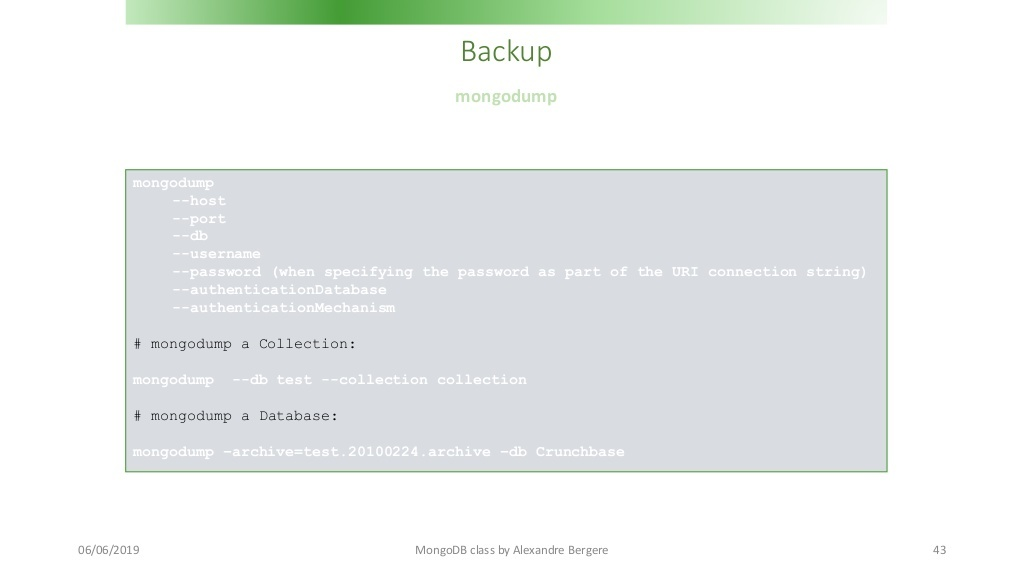 Backup
mongodump
mongodump
--host
--port
--db
--username
--password (when specifying the password as part of the URI connection string)
--authenticationDatabase
--authenticationMechanism
# mongodump a Collection:
mongodump  --db test --collection collection
# mongodump a Database:
mongodump –archive=test.20100224.archive –db Crunchbase
06/06/2019
MongoDB class by Alexandre Bergere
43